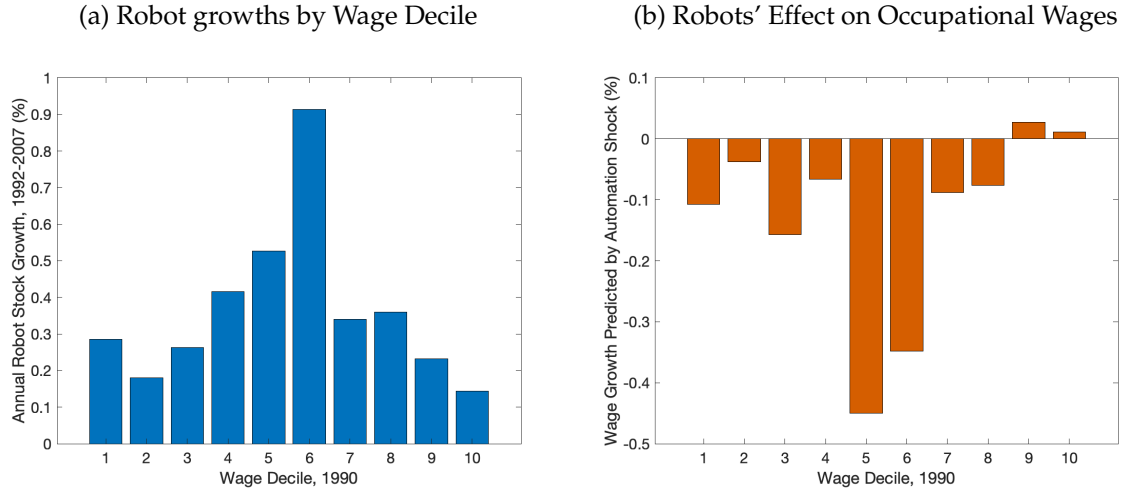 (a) Robot growths by Wage Decile
Annual Robot Stock Growth, 1992-2007 (%)
1
0.9
0.8
0.7
0.6
0.5
0.4
0.3
0.2
0.1
0
1 2 3 4 5 6 7 8 9 10
Wage Decile, 1990
(b) Robots’ Effect on Occupational Wages
Wage Growth Predicted by Automation Shock (%)
0.1
0
-0.1
-0.2
-0.3
-0.4
-0.5
1 2 3 4 5 6 7 8 9 10
Wage Decile, 1990